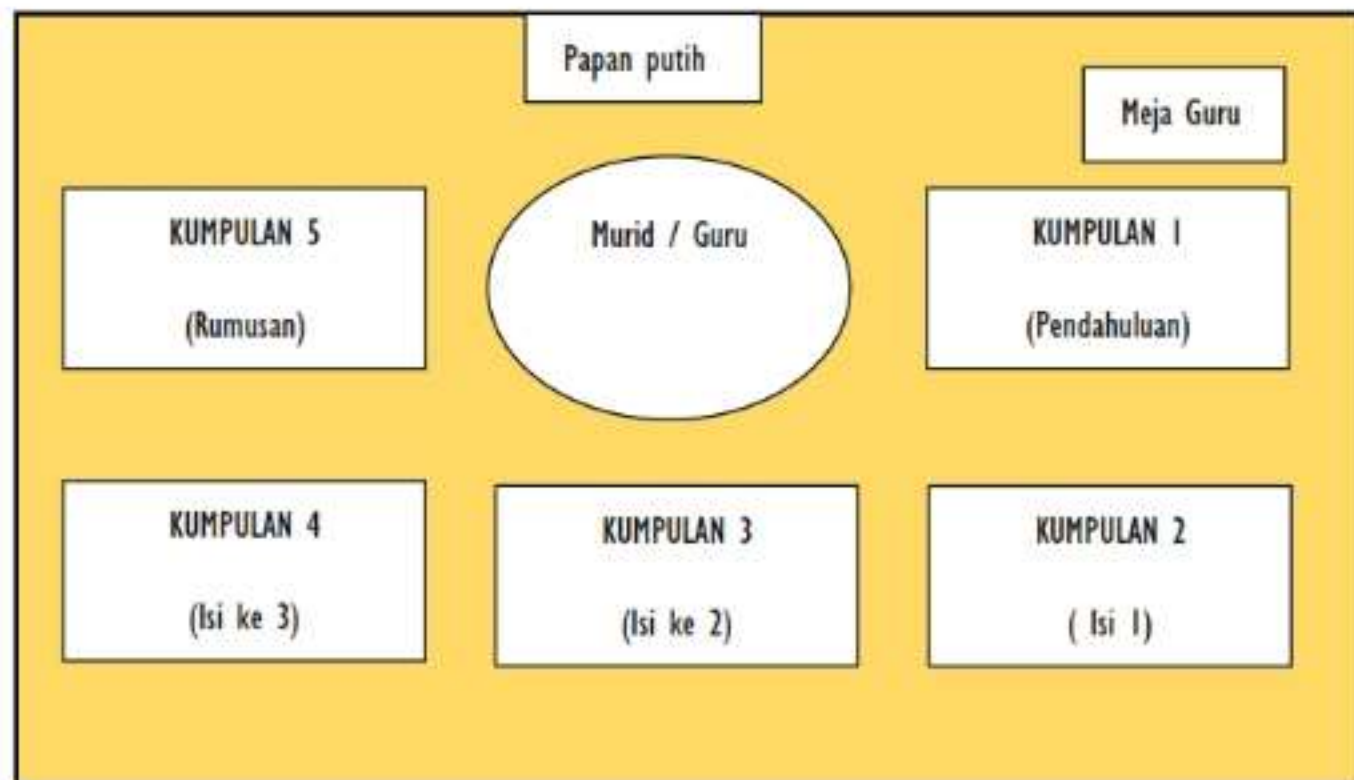 Papan putih
Meja Guru
KUMPULAN 5
(Rumusan)
Murid / Guru
KUMPULAN 1
(Pendahuluan)
KUMPULAN 4
(Isi ke 3)
KUMPULAN 3
(Isi ke 2)
KUMPULAN 2
( Isi 1)